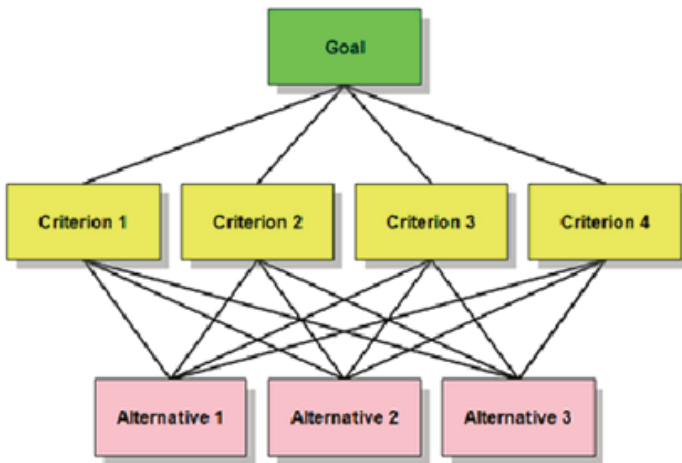 Goal
Criterion 1
Criterion 2
Criterion 3
Criterion 4
Alternative 1
Alternative 2
Alternative 3